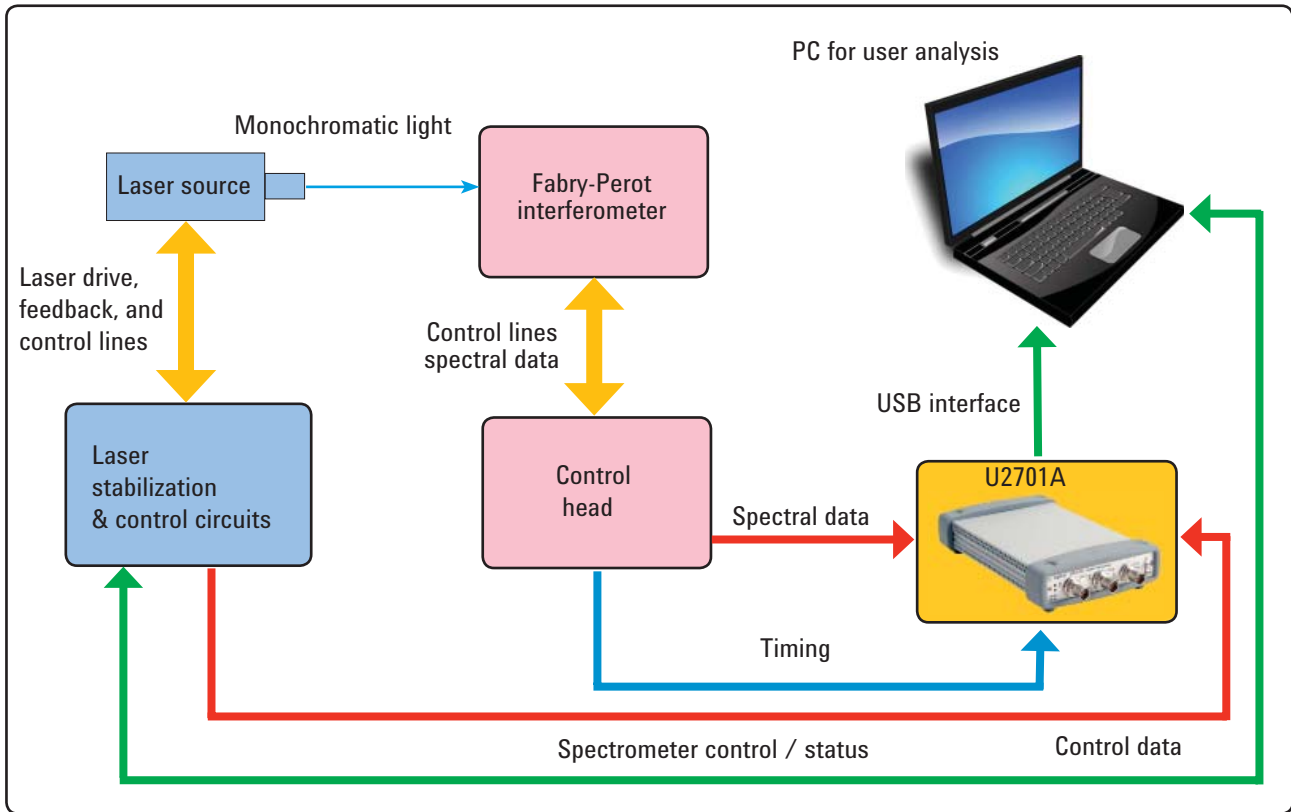 PC for user analysis
Monochromatic light
Laser source
Fabry-Perot
interferometer
Laser drive,
feedback, and
control lines
Control lines
spectral data
USB interface
Laser
stabilization
& control circuits
Control
head
U2701A
Spectral data
Timing
Spectrometer control / status
Control data